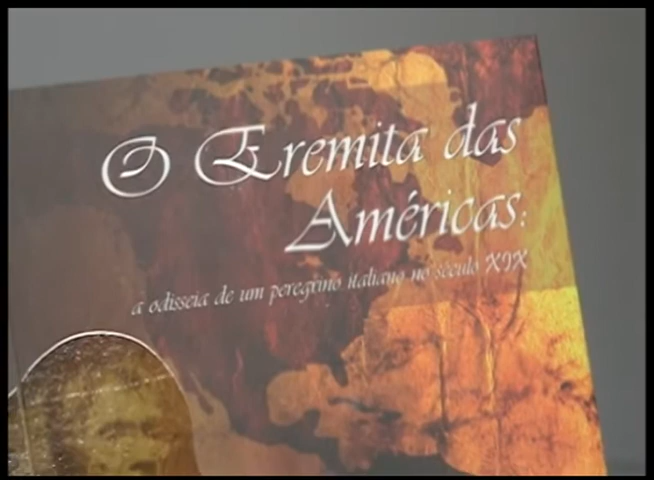 O Eremita das
Américas:
a odisseia de um peregrino italiano no século XIX